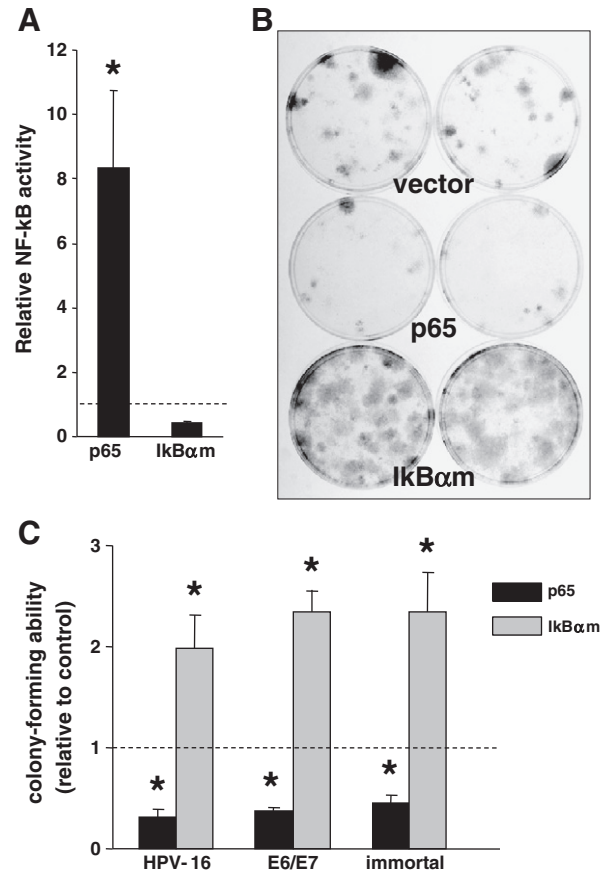 A
Relative NF-kB activity
12
10
8
6
4
2
0
*
p65
IkBαm
B
vector
p65
IkBαm
C
colony-forming ability
(relative to control)
3
2
1
0
*
*
*
*
*
*
HPV-16
E6/E7
immortal
p65
IkBαm